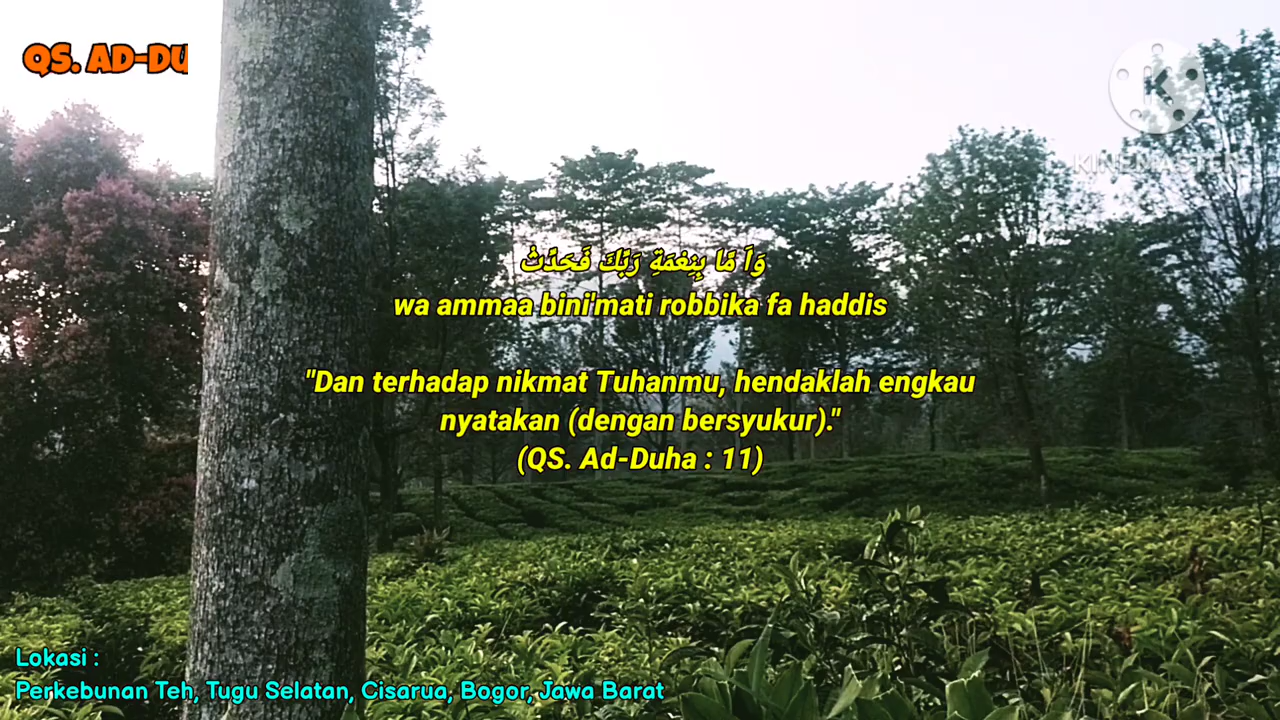 QS. AD-DU
KINEMASTER
وَاَ مَّا بِنِعْمَةِ رَبِّكَ فَحَدِّثْ
wa ammaa bini'mati robbika fa haddis
"Dan terhadap nikmat Tuhanmu, hendaklah engkau
nyatakan (dengan bersyukur)."
(QS. Ad-Duha : 11)
Lokasi :
Perkebunan Teh, Tugu Selatan, Cisarua, Bogor, Jawa Barat